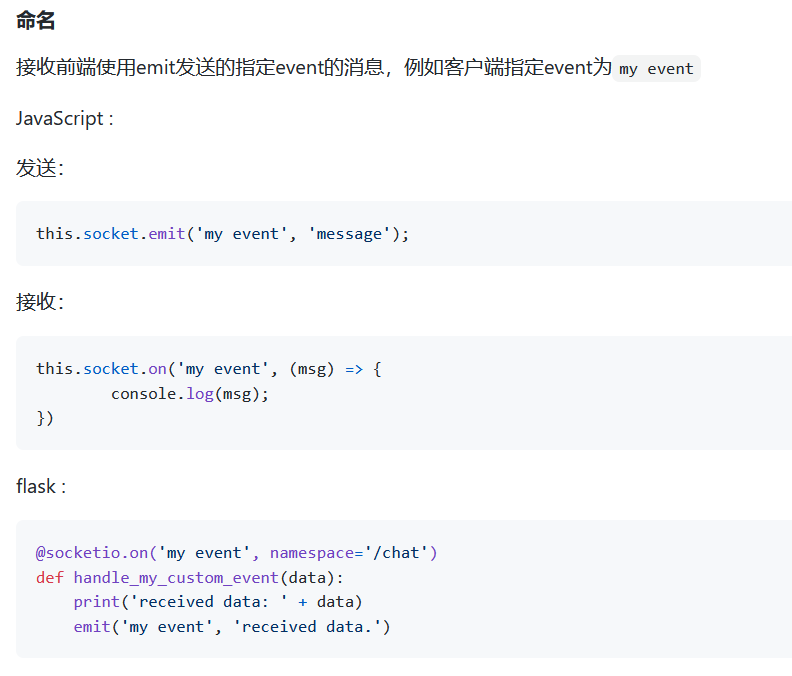 命名
接收前端使用emit发送的指定event的消息，例如客户端指定event为 my event
JavaScript :
发送：
this.socket.emit('my event', 'message');
接收：
this.socket.on('my event', (msg) => {
        console.log(msg);
})
flask :
@socketio.on('my event', namespace='/chat')
def handle_my_custom_event(data):
    print('received data: ' + data)
    emit('my event', 'received data.')